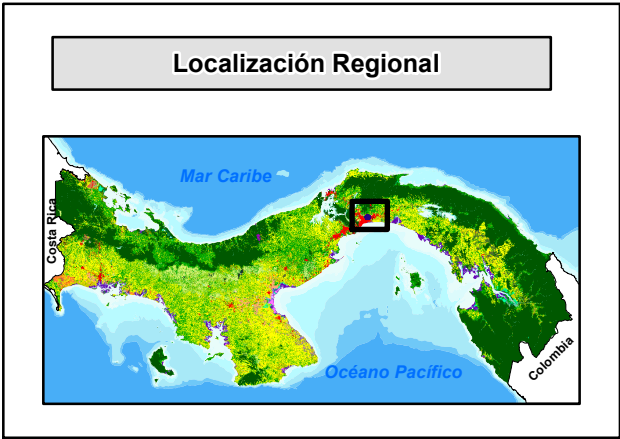 Localización Regional
Mar Caribe
Costa Rica
Océano Pacífico
Colombia